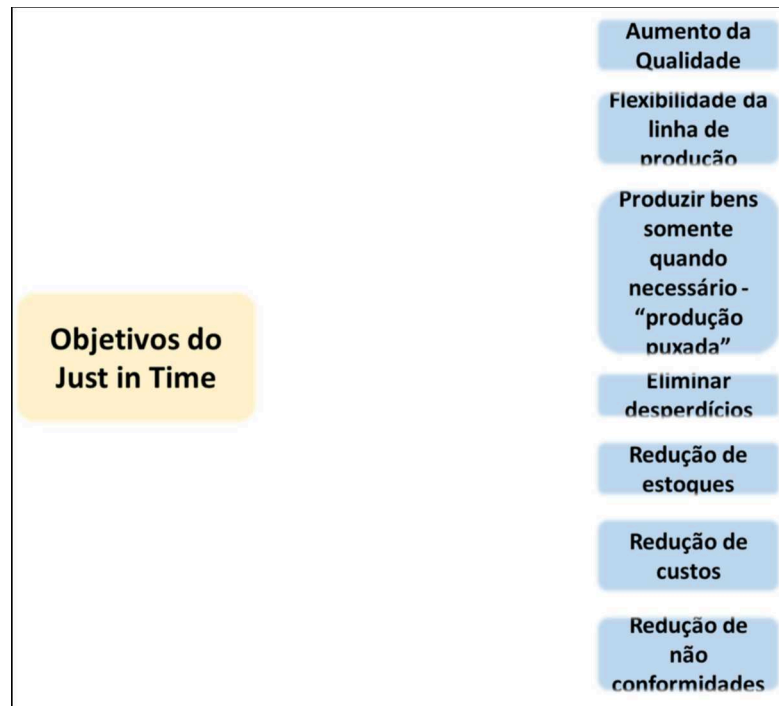 Objetivos do
Just in Time
Aumento da
Qualidade
Flexibilidade da
linha de
produção
Produzir bens
somente
quando
necessário -
“produção
puxada”
Eliminar
desperdícios
Redução de
estoques
Redução de
custos
Redução de
não
conformidades